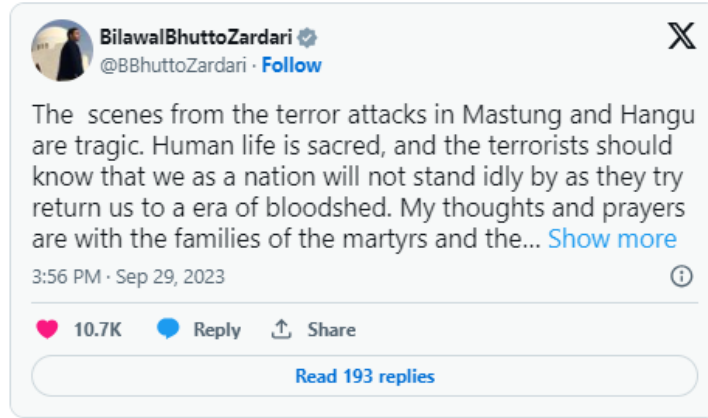 BilawalBhuttoZardari
@BBhuttoZardari · Follow
The scenes from the terror attacks in Mastung and Hangu
are tragic. Human life is sacred, and the terrorists should
know that we as a nation will not stand idly by as they try
return us to a era of bloodshed. My thoughts and prayers
are with the families of the martyrs and the... Show more
3:56 PM · Sep 29, 2023
10.7K Reply Share
Read 193 replies